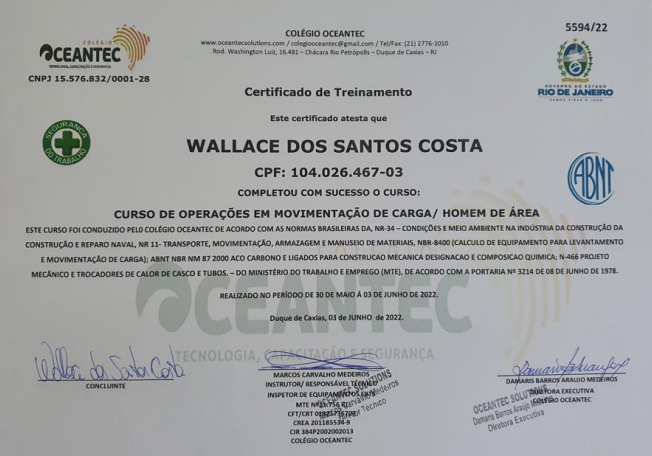 COLÉGIO OCEANTEC
www.oceantecsolutions.com / colegiooceantec@gmail.com / Tel/Fax: (21) 2776-1010
Rod. Washington Luiz, 16.481 – Chácara Rio Petrópolis – Duque de Caxias – RJ
5594/22
COLÉGIO
OCEANTEC
TECNOLOGIA, CAPACITAÇÃO E SEGURANÇA
CNPJ 15.576.832/0001-28
GOVERNO DO ESTADO
RIO DE JANEIRO
Certificado de Treinamento
Este certificado atesta que
SEGURANÇA
DO TRABALHO
WALLACE DOS SANTOS COSTA
CPF: 104.026.467-03
COMPLETOU COM SUCESSO O CURSO:
ABNT
CURSO DE OPERAÇÕES EM MOVIMENTAÇÃO DE CARGA/ HOMEM DE ÁREA
ESTE CURSO FOI CONDUZIDO PELO COLÉGIO OCEANTEC DE ACORDO COM AS NORMAS BRASILEIRAS DA, NR-34 – CONDIÇÕES E MEIO AMBIENTE NA INDÚSTRIA DA CONSTRUÇÃO DA
CONSTRUÇÃO E REPARO NAVAL, NR 11- TRANSPORTE, MOVIMENTAÇÃO, ARMAZAGEM E MANUSEIO DE MATERIAIS, NBR-8400 (CALCULO DE EQUIPAMENTO PARA LEVANTAMENTO
E MOVIMENTAÇÃO DE CARGA); ABNT NBR NM 87 2000 ACO CARBONO E LIGADOS PARA CONSTRUCAO MECANICA DESIGNACAO E COMPOSICAO QUIMICA; N-466 PROJETO
MECÂNICO E TROCADORES DE CALOR DE CASCO E TUBOS. – DO MINISTÉRIO DO TRABALHO E EMPREGO (MTE), DE ACORDO COM A PORTARIA Nº 3214 DE 08 DE JUNHO DE 1978.
REALIZADO NO PERÍODO DE 30 DE MAIO Á 03 DE JUNHO DE 2022.
OCEANTEC
Duque de Caxias, 03 de JUNHO de 2022.
TECNOLOGIA, CAPACITAÇÃO E SEGURANÇA
Wallace dos Santos Costa
CONCLUINTE
MARCOS CARVALHO MEDEIROS
INSTRUTOR/ RESPONSÁVEL TÉCNICO
INSPETOR DE EQUIPAMENTOS
MTE
CFT/CRT
CREA 201185534-9
CIR 384P2002002013
COLÉGIO OCEANTEC
OCEANTEC SOLUTIONS
Carvalho Medeiros
Técnico
DAMARIS BARROS ARAUJO MEDEIROS
DIRETORA EXECUTIVA
COLÉGIO OCEANTEC
OCEANTEC SOLUTIONS
Damaris Barros Araujo
Diretora Executiva